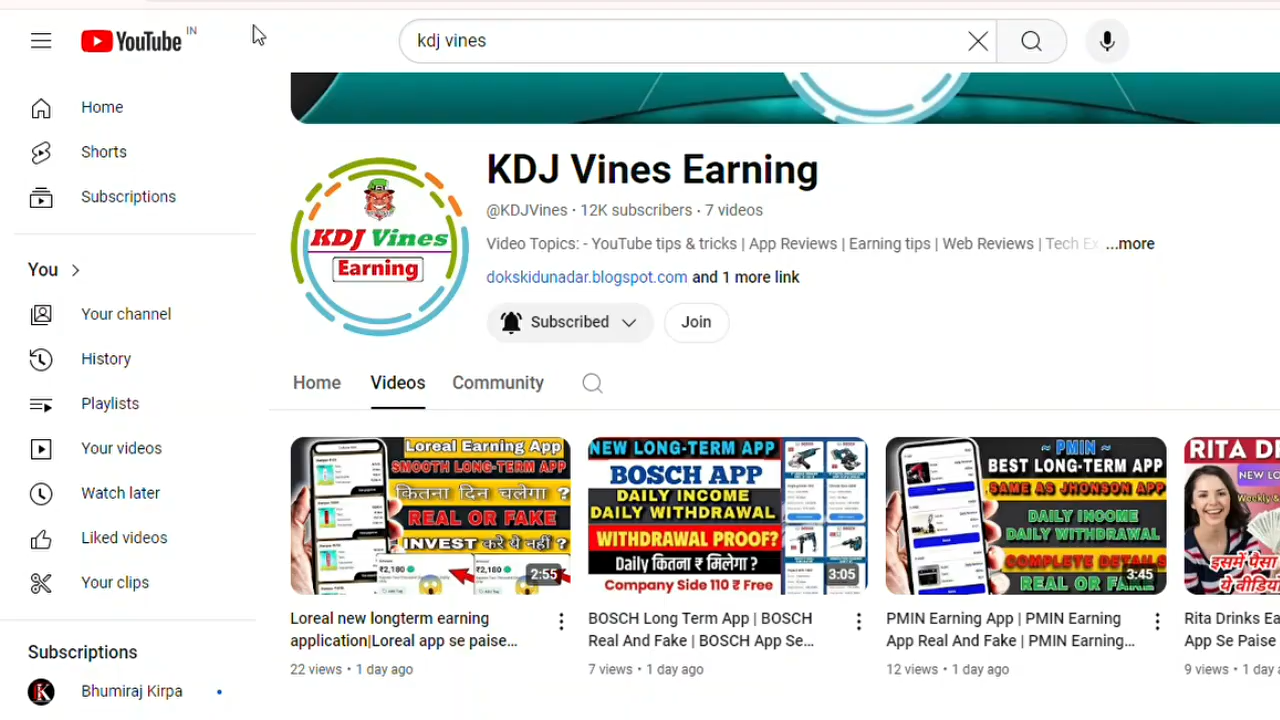 YouTube IN
kdj vines
Home
Shorts
Subscriptions
You
Your channel
History
Playlists
Your videos
Watch later
Liked videos
Your clips
Subscriptions
Bhumiraj Kirpa
KDJ Vines
Earning
KDJ Vines Earning
@KDJVines • 12K subscribers • 7 videos
Video Topics: - YouTube tips & tricks | App Reviews | Earning tips | Web Reviews | Tech Ex ...more
dokskidunadar.blogspot.com and 1 more link
Subscribed
Join
Home Videos Community
Loreal Earning App
SMOOTH LONG-TERM APP
कितना दिन चलेगा ?
REAL OR FAKE
INVEST करे ये नहीं ?
₹2,180
2:55
Loreal new longterm earning
application|Loreal app se paise...
22 views • 1 day ago
NEW LONG-TERM APP
BOSCH APP
DAILY INCOME
DAILY WITHDRAWAL
WITHDRAWAL PROOF?
Daily कितना ₹ मिलेगा ?
Company Side 110 ₹ Free
3:05
BOSCH Long Term App | BOSCH
Real And Fake | BOSCH App Se...
7 views • 1 day ago
~ PMIN ~
BEST LONG-TERM APP
SAME AS JHONSON APP
DAILY INCOME
DAILY WITHDRAWAL
COMPLETE DETAILS
REAL OR FAKE
3:45
PMIN Earning App | PMIN Earning
App Real And Fake | PMIN Earning...
12 views • 1 day ago
RITA DR
NEW LO
Weekly &
इसमें पैसा
ये वीडिय
Rita Drinks Ea
App Se Paise
9 views • 1 day a